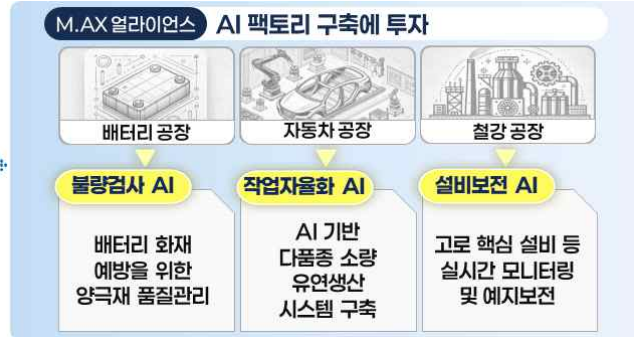 M.AX 얼라이언스 AI 팩토리 구축에 투자
배터리 공장
자동차 공장
철강 공장
불량검사 AI
작업자율화 AI
설비보전 AI
배터리 화재
예방을 위한
양극재 품질관리
AI 기반
다품종 소량
유연생산
시스템 구축
고로 핵심 설비 등
실시간 모니터링
및 예지보전